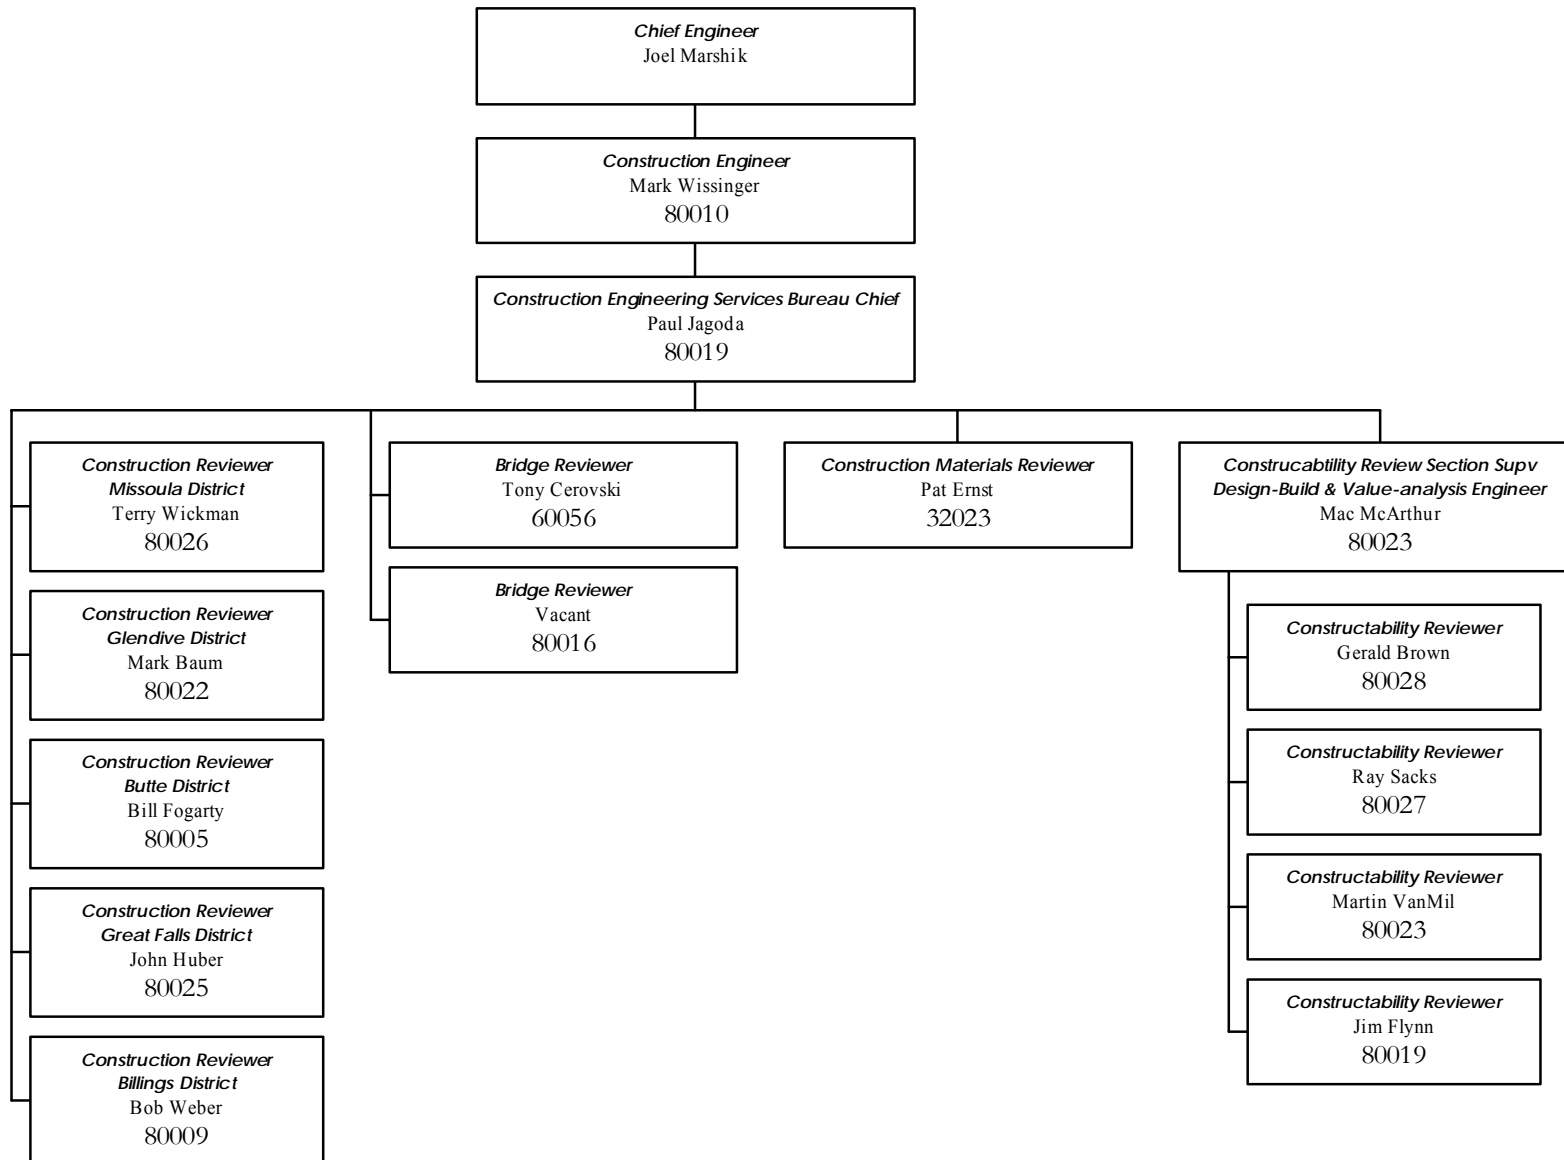 Chief Engineer
Joel Marshik
Construction Engineer
Mark Wissinger
80010
Construction Engineering Services Bureau Chief
Paul Jagoda
80019
Construction Reviewer
Missoula District
Terry Wickman
80026
Construction Reviewer
Glendive District
Mark Baum
80022
Construction Reviewer
Butte District
Bill Fogarty
80005
Construction Reviewer
Great Falls District
John Huber
80025
Construction Reviewer
Billings District
Bob Weber
80009
Bridge Reviewer
Tony Cerovski
60056
Bridge Reviewer
Vacant
80016
Construction Materials Reviewer
Pat Ernst
32023
Construcabtility Review Section Supv
Design-Build & Value-analysis Engineer
Mac McArthur
80023
Constructability Reviewer
Gerald Brown
80028
Constructability Reviewer
Ray Sacks
80027
Constructability Reviewer
Martin VanMil
80023
Constructability Reviewer
Jim Flynn
80019